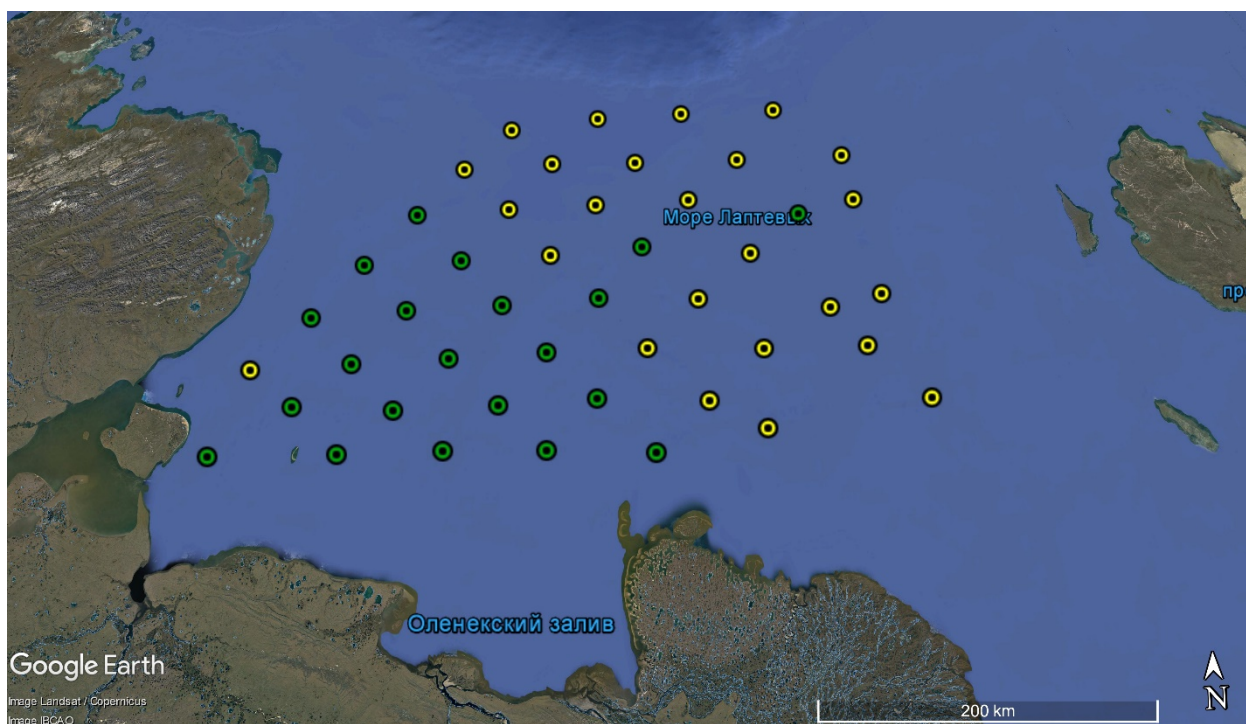 Море Лаптевых
пр
Оленекский залив
Google Earth
Image Landsat / Copernicus
Image IBCAO
200 km
N